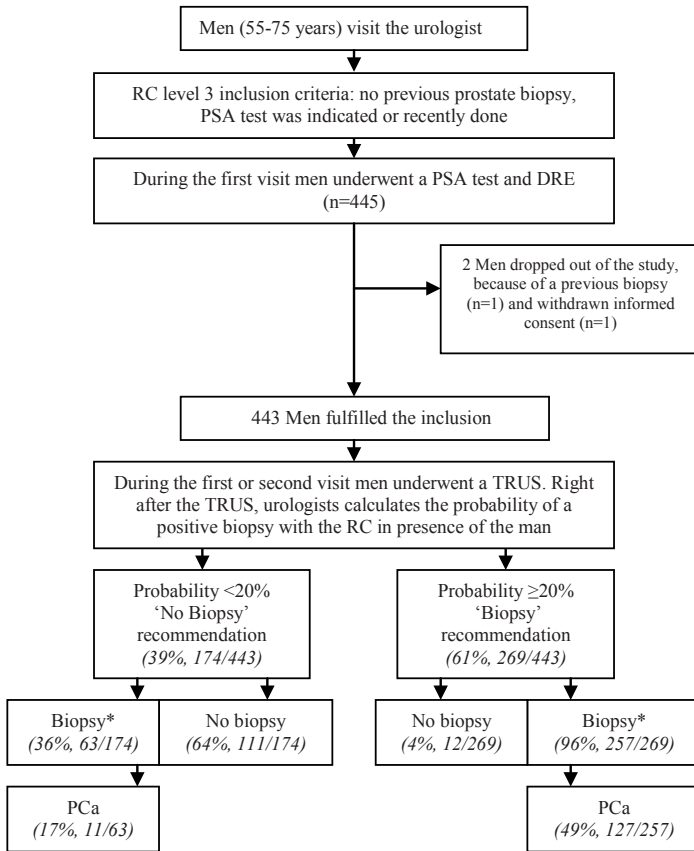 Men (55-75 years) visit the urologist
RC level 3 inclusion criteria: no previous prostate biopsy,
PSA test was indicated or recently done
During the first visit men underwent a PSA test and DRE
(n=445)
2 Men dropped out of the study,
because of a previous biopsy
(n=1) and withdrawn informed
consent (n=1)
443 Men fulfilled the inclusion
During the first or second visit men underwent a TRUS. Right
after the TRUS, urologists calculates the probability of a
positive biopsy with the RC in presence of the man
Probability <20%
‘No Biopsy’
recommendation
(39%, 174/443)
Probability ≥20%
‘Biopsy’
recommendation
(61%, 269/443)
Biopsy*
(36%, 63/174)
No biopsy
(64%, 111/174)
No biopsy
(4%, 12/269)
Biopsy*
(96%, 257/269)
PCa
(17%, 11/63)
PCa
(49%, 127/257)